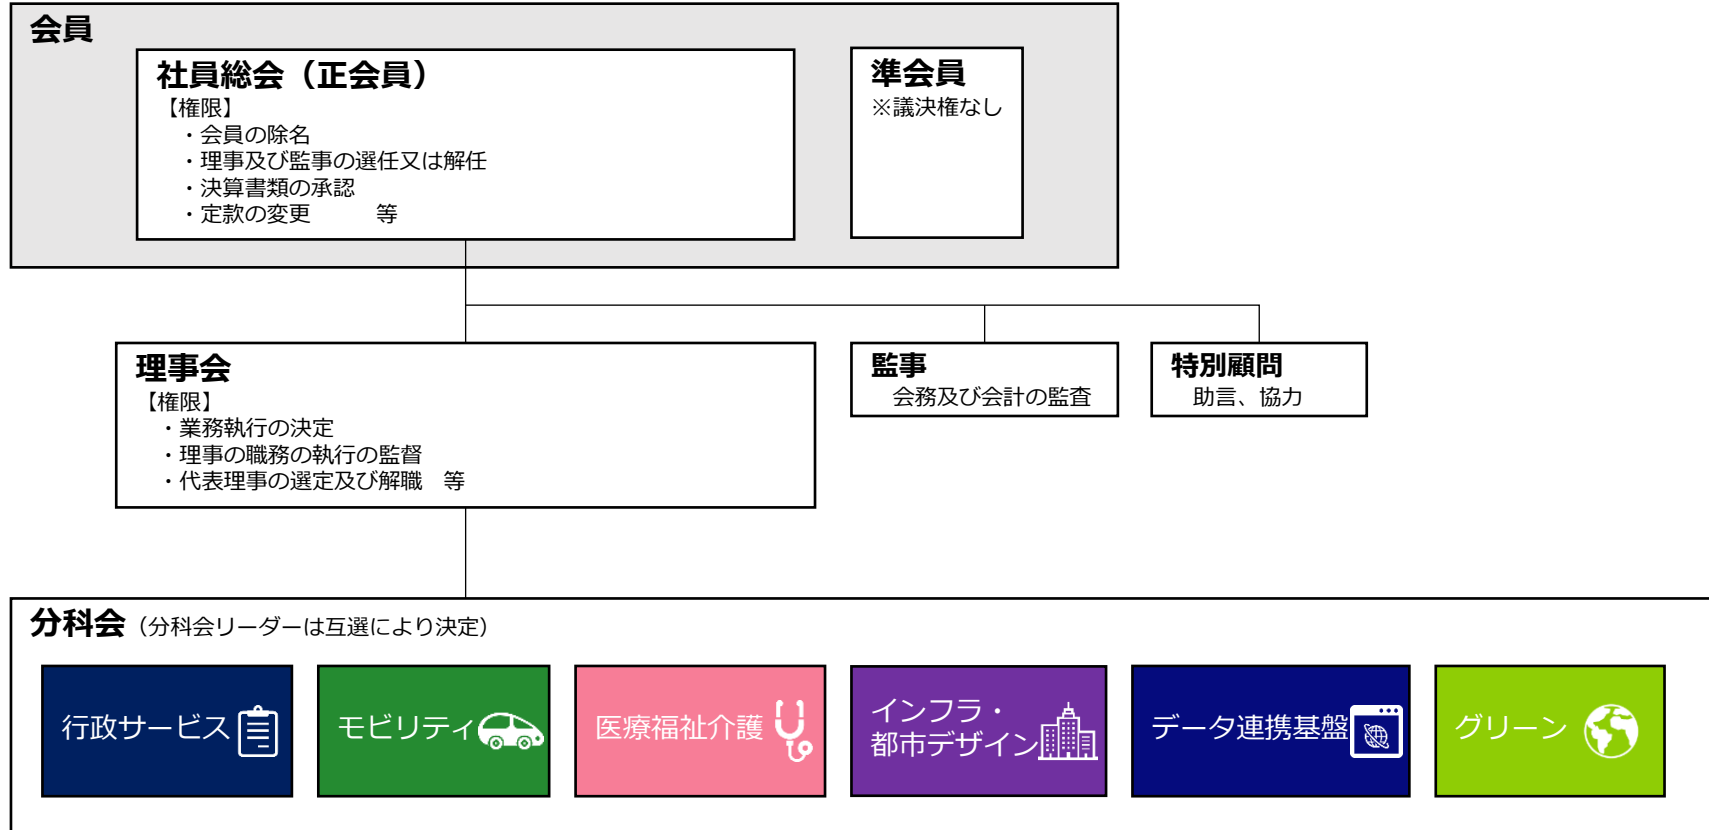 会員
社員総会（正会員）
【権限】
・会員の除名
・理事及び監事の選任又は解任
・決算書類の承認
・定款の変更　　　等
準会員
※議決権なし
理事会
【権限】
・業務執行の決定
・理事の職務の執行の監督
・代表理事の選定及び解職　等
監事
会務及び会計の監査
特別顧問
助言、協力
分科会（分科会リーダーは互選により決定）
行政サービス
モビリティ
医療福祉介護
インフラ・
都市デザイン
データ連携基盤
グリーン